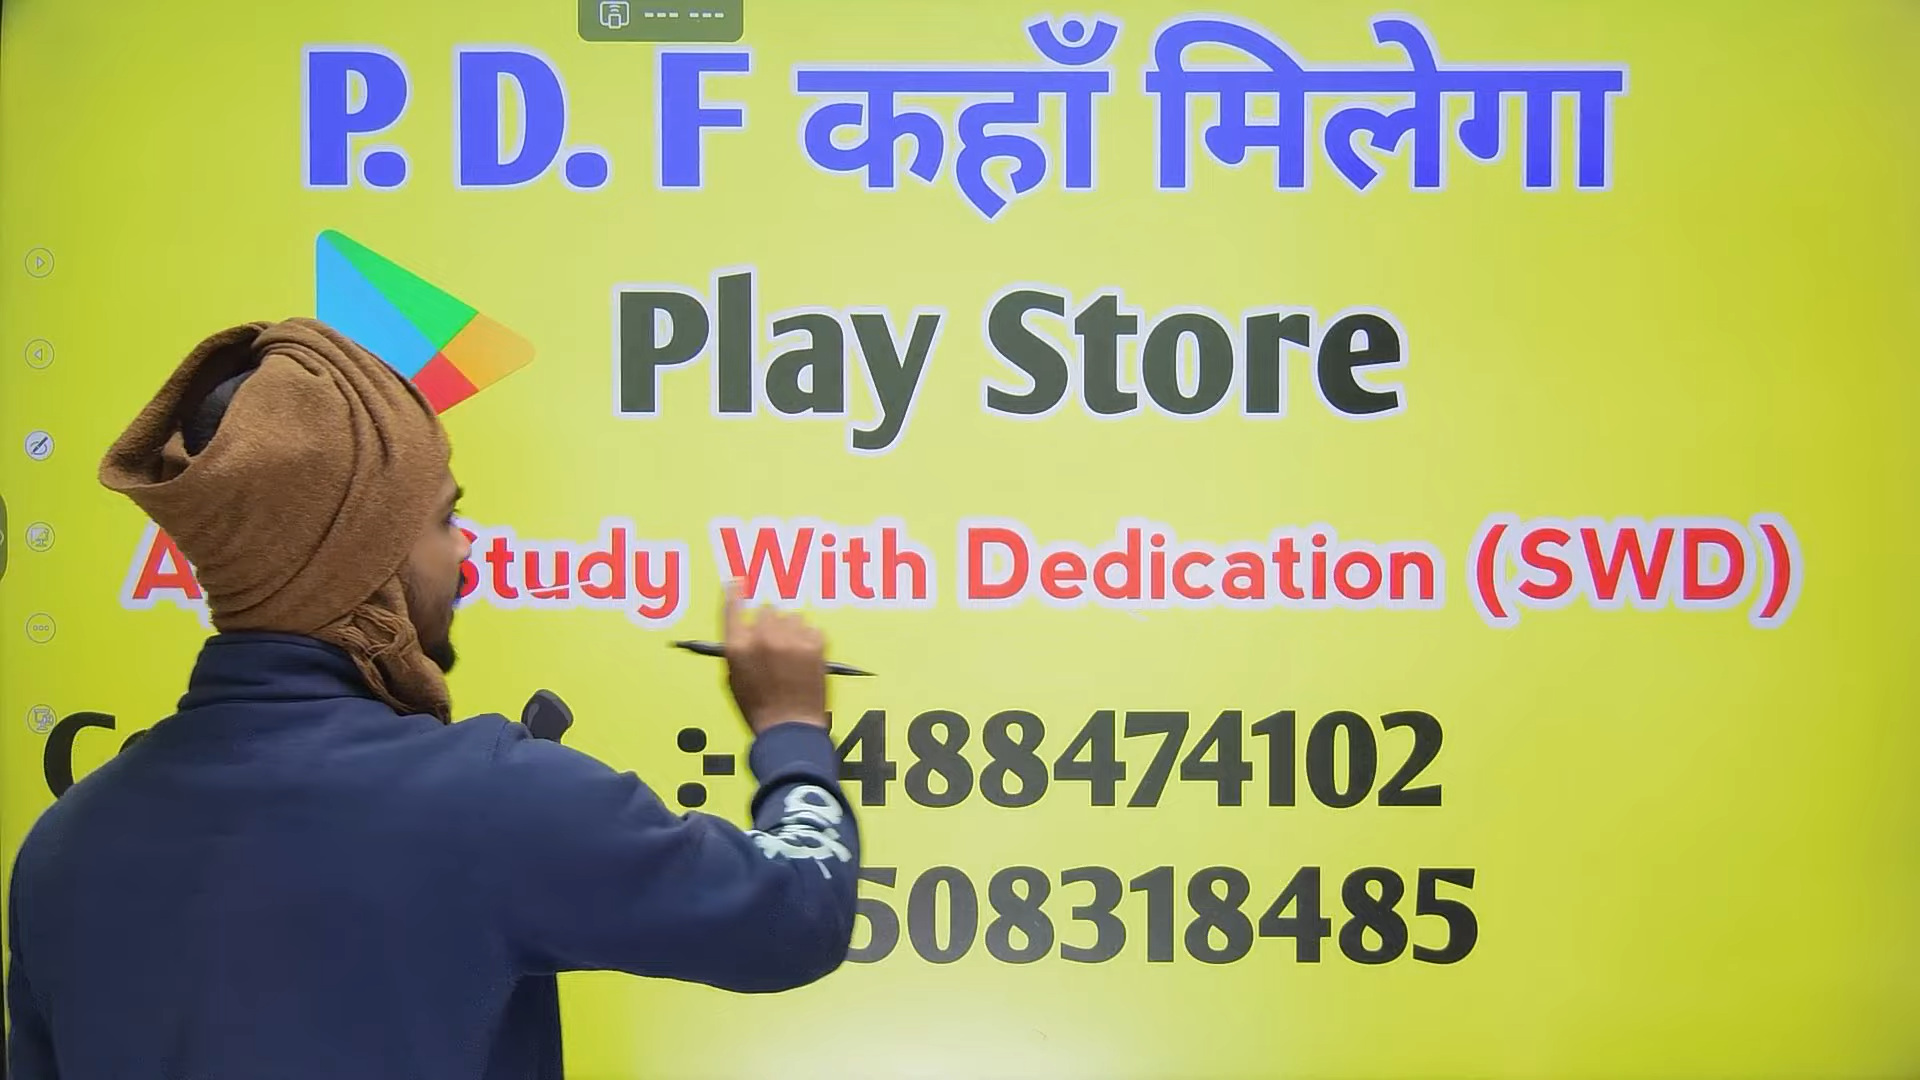 P. D. F कहाँ मिलेगा
Play Store
Study With Dedication (SWD)
:- 488474102
508318485